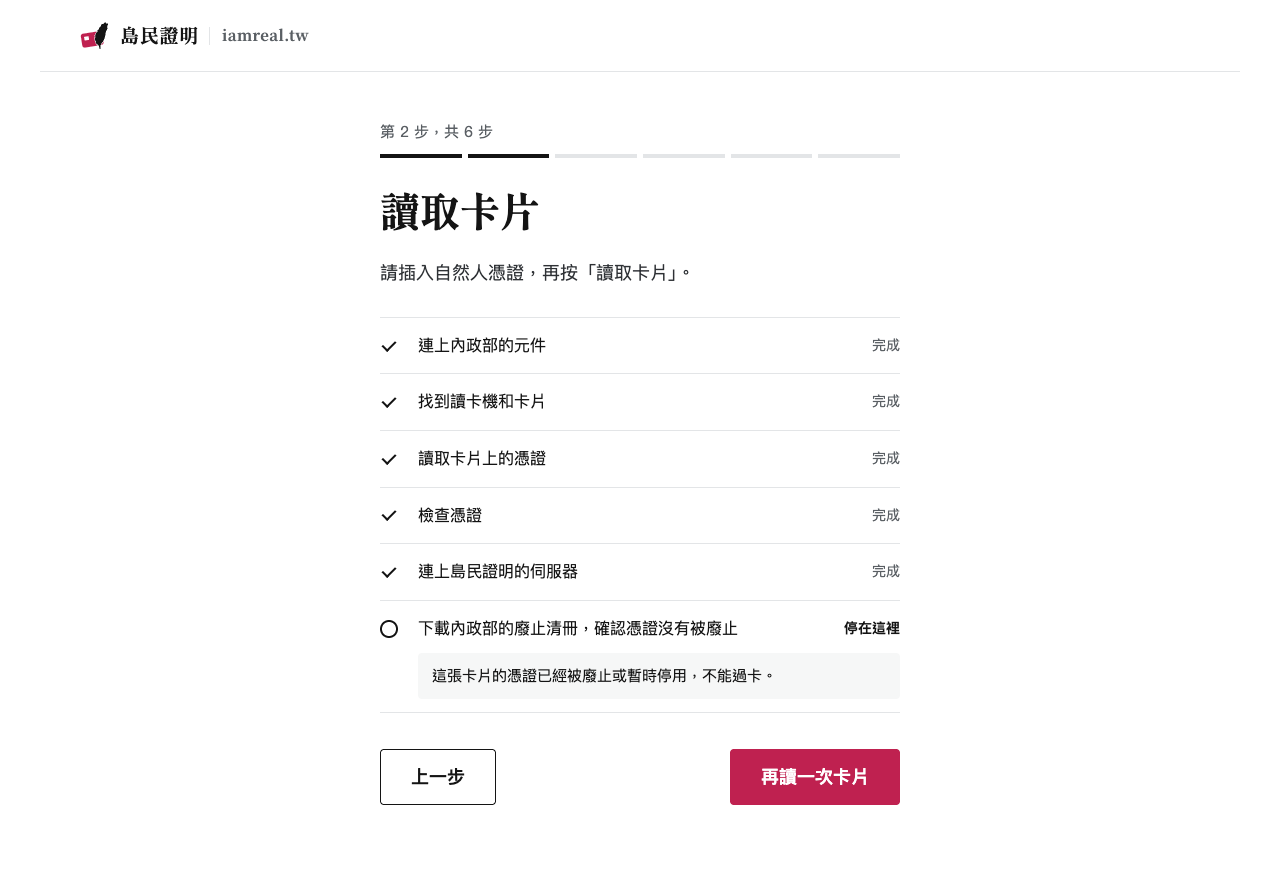 島民證明 iamreal.tw
第 2 步,共 6 步
讀取卡片
請插入自然人憑證,再按「讀取卡片」。
連上內政部的元件 完成
找到讀卡機和卡片 完成
讀取卡片上的憑證 完成
檢查憑證 完成
連上島民證明的伺服器 完成
下載內政部的廢止清冊,確認憑證沒有被廢止 停在這裡
這張卡片的憑證已經被廢止或暫時停用,不能過卡。
上一步 再讀一次卡片